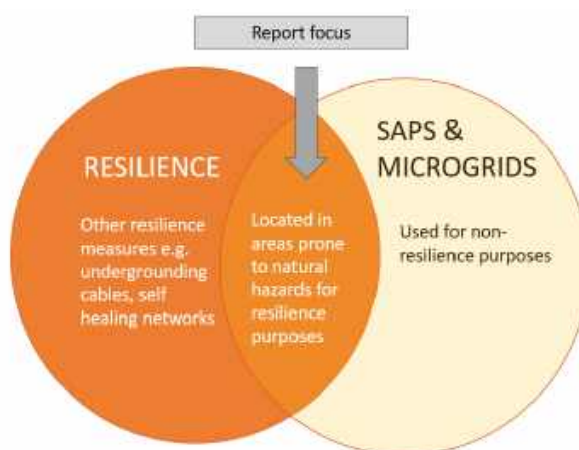 Report focus
RESILIENCE
Other resilience
measures e.g.
undergrounding
cables, self
healing networks
Located in
areas prone
to natural
hazards for
resilience
purposes
SAPS &
MICROGRIDS
Used for non-
resilience purposes